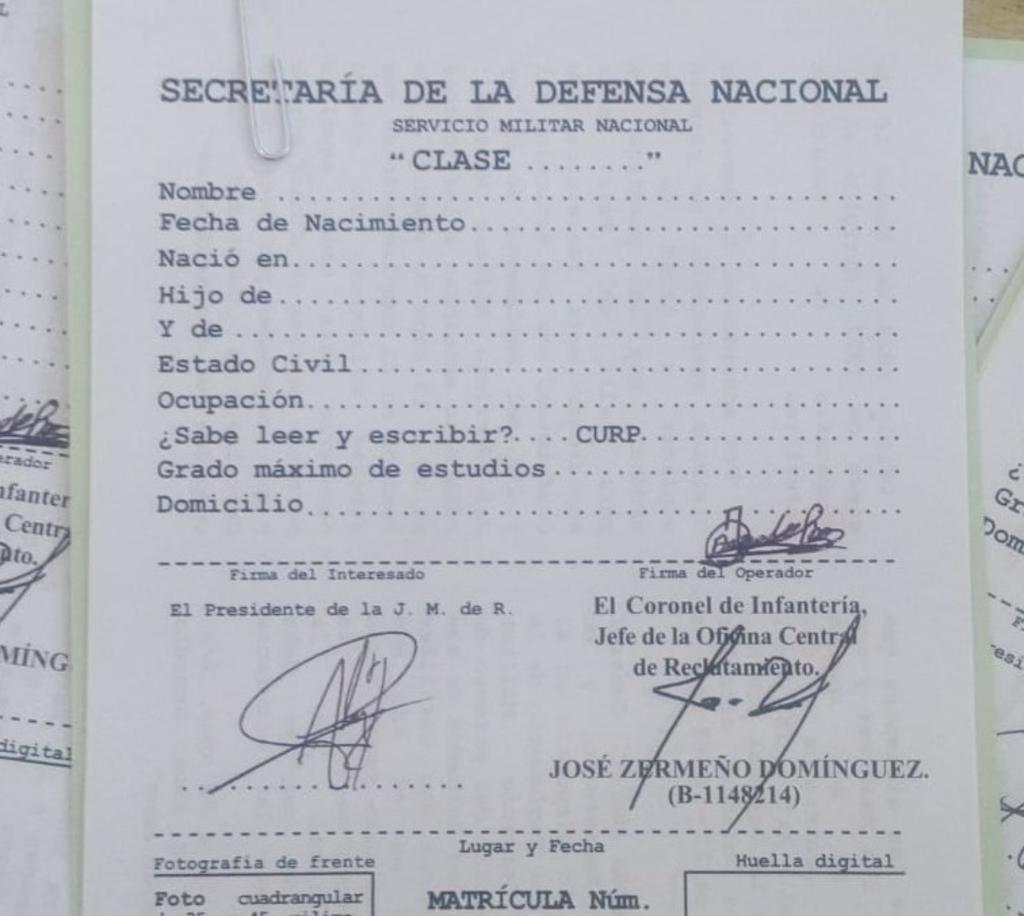 SECRETARÍA DE LA DEFENSA NACIONAL
SERVICIO MILITAR NACIONAL
“CLASE ........”
Nombre ........................................
Fecha de Nacimiento............................
Nació en.......................................
Hijo de........................................
Y de ..........................................
Estado Civil...................................
Ocupación......................................
¿Sabe leer y escribir?.... CURP................
Grado máximo de estudios.......................
Domicilio......................................
Firma del Interesado Firma del Operador
El Presidente de la J. M. de R. El Coronel de Infantería,
Jefe de la Oficina Central
de Reclutamiento.
JOSÉ ZERMEÑO DOMÍNGUEZ.
(B-1148214)
Lugar y Fecha
Fotografia de frente Huella digital
Foto cuadrangular MATRÍCULA Núm.